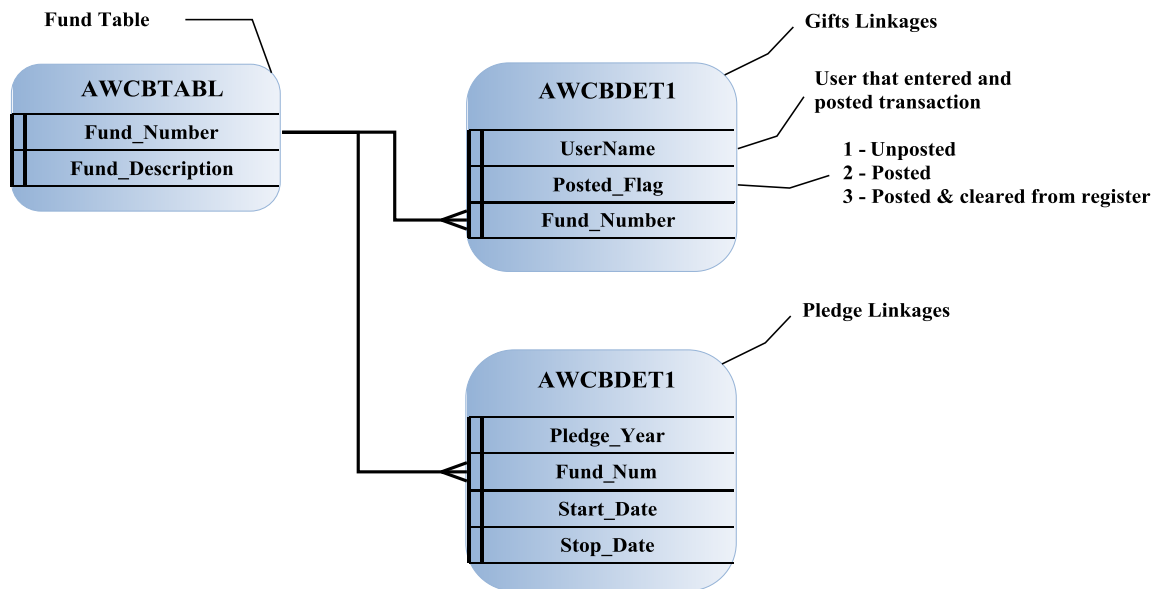 Fund Table
AWCBTABL
Fund_Number
Fund_Description
Gifts Linkages
AWCBDET1
UserName
Posted_Flag
Fund_Number
User that entered and
posted transaction
1 - Unposted
2 - Posted
3 - Posted & cleared from register
Pledge Linkages
AWCBDET1
Pledge_Year
Fund_Num
Start_Date
Stop_Date